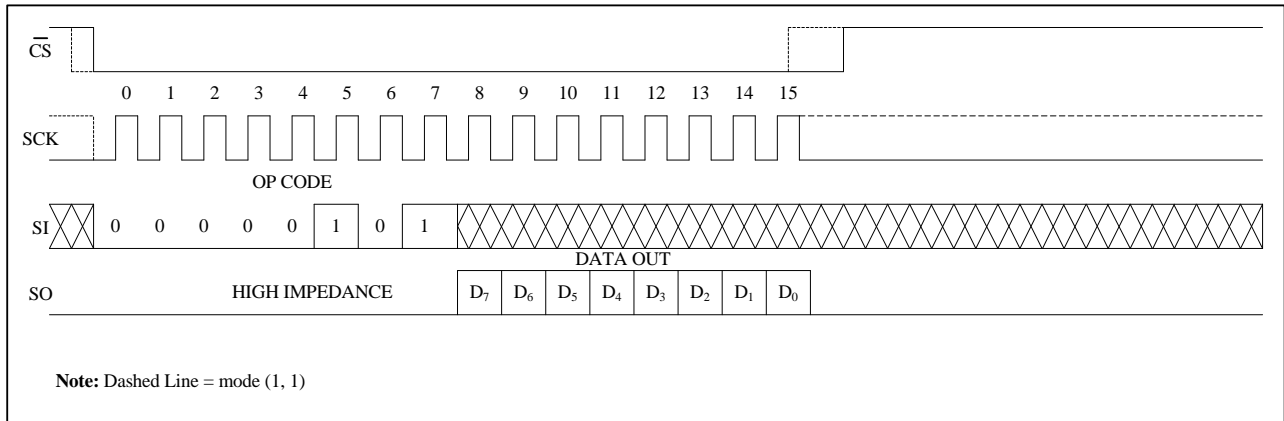 C̅S̅
0 1 2 3 4 5 6 7 8 9 10 11 12 13 14 15
SCK
OP CODE
SI 0 0 0 0 0 1 0 1
DATA OUT
SO HIGH IMPEDANCE D₇ D₆ D₅ D₄ D₃ D₂ D₁ D₀
Note: Dashed Line = mode (1, 1)